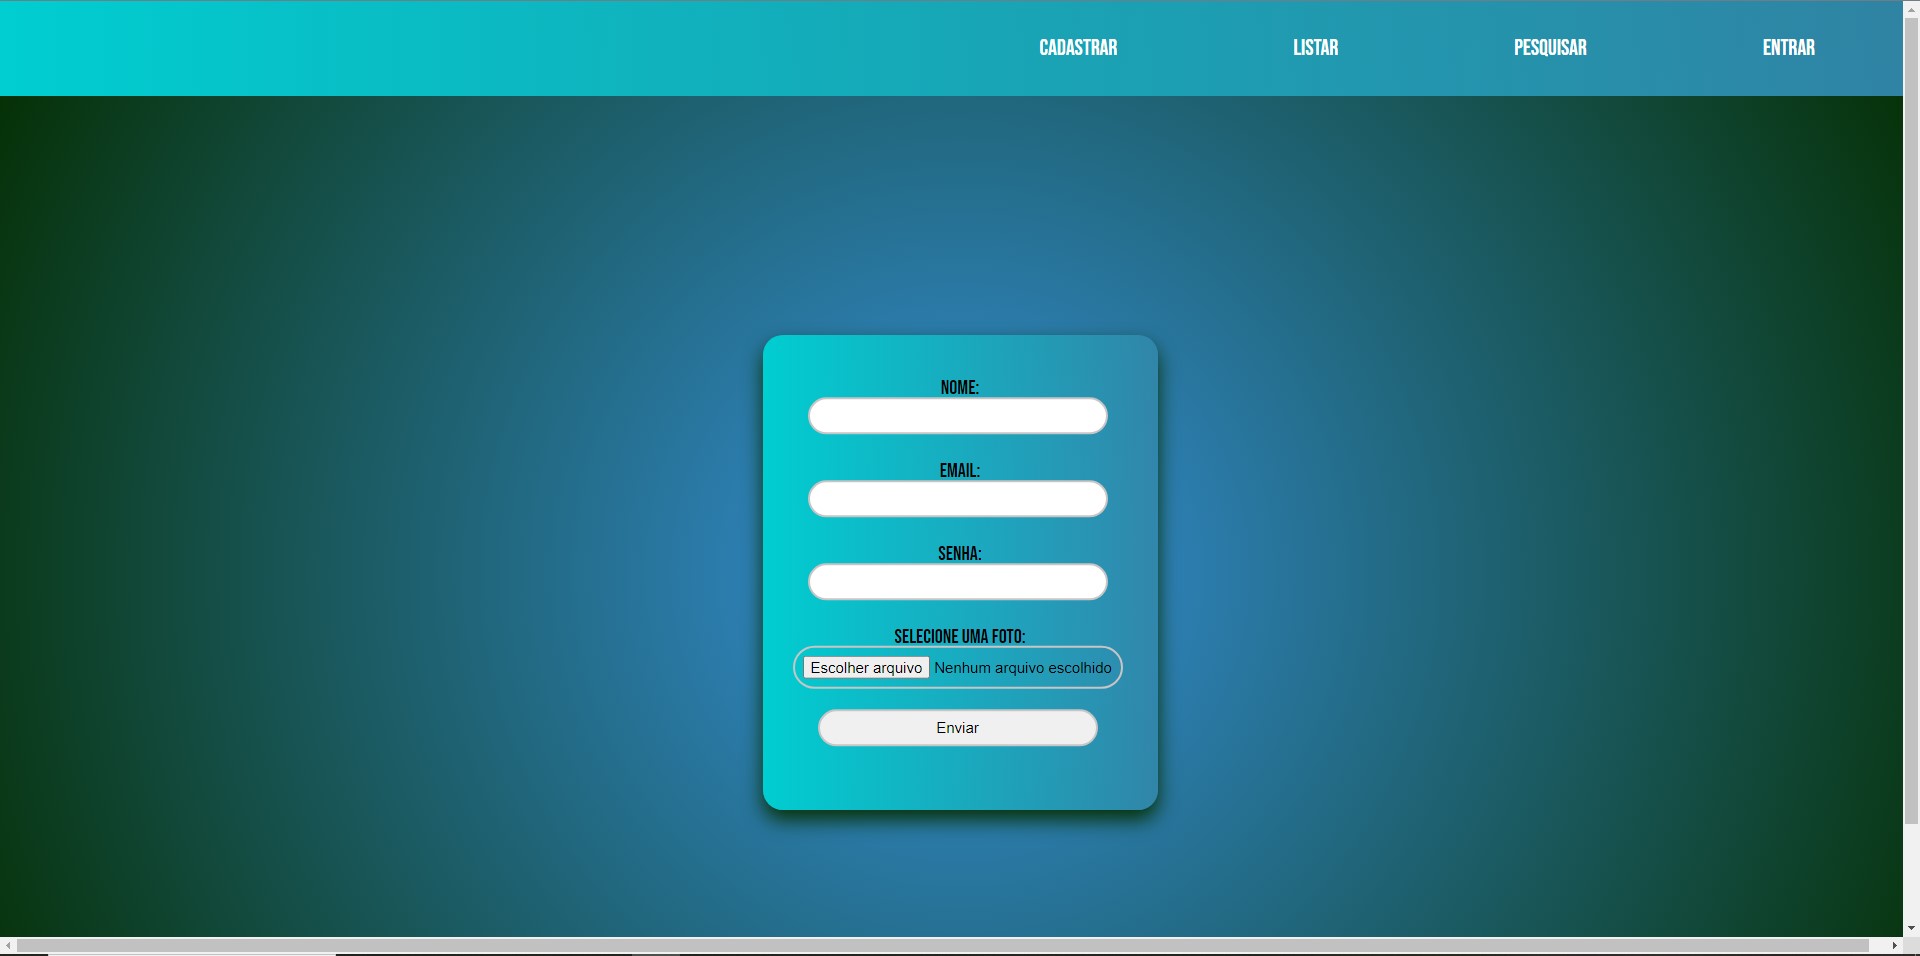 CADASTRAR LISTAR PESQUISAR ENTRAR
NOME:
EMAIL:
SENHA:
SELECIONE UMA FOTO:
Escolher arquivo Nenhum arquivo escolhido
Enviar